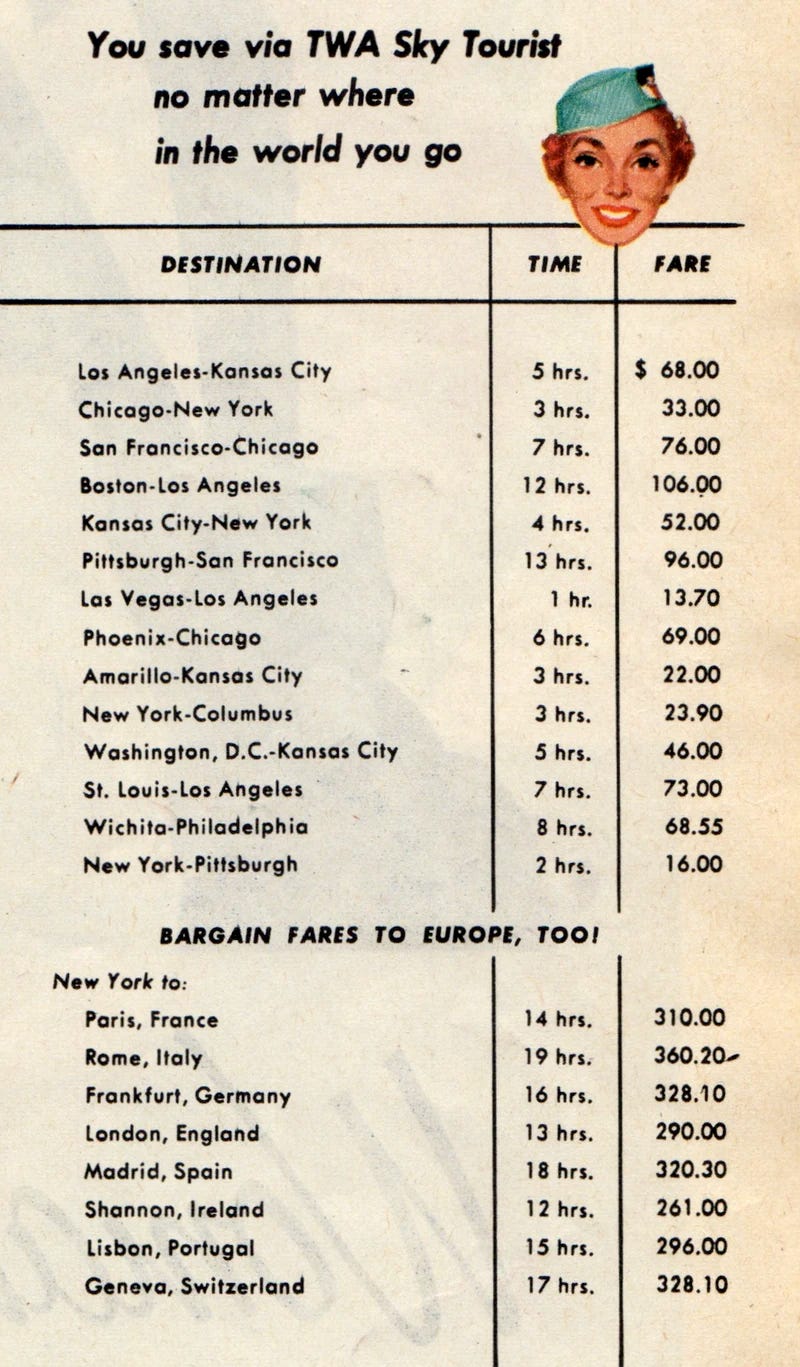 You save via TWA Sky Tourist
no matter where
in the world you go
DESTINATION TIME FARE
Los Angeles-Kansas City 5 hrs. $ 68.00
Chicago-New York 3 hrs. 33.00
San Francisco-Chicago 7 hrs. 76.00
Boston-Los Angeles 12 hrs. 106.00
Kansas City-New York 4 hrs. 52.00
Pittsburgh-San Francisco 13 hrs. 96.00
Las Vegas-Los Angeles 1 hr. 13.70
Phoenix-Chicago 6 hrs. 69.00
Amarillo-Kansas City 3 hrs. 22.00
New York-Columbus 3 hrs. 23.90
Washington, D.C.-Kansas City 5 hrs. 46.00
St. Louis-Los Angeles 7 hrs. 73.00
Wichita-Philadelphia 8 hrs. 68.55
New York-Pittsburgh 2 hrs. 16.00
BARGAIN FARES TO EUROPE, TOO!
New York to:
Paris, France 14 hrs. 310.00
Rome, Italy 19 hrs. 360.20
Frankfurt, Germany 16 hrs. 328.10
London, England 13 hrs. 290.00
Madrid, Spain 18 hrs. 320.30
Shannon, Ireland 12 hrs. 261.00
Lisbon, Portugal 15 hrs. 296.00
Geneva, Switzerland 17 hrs. 328.10